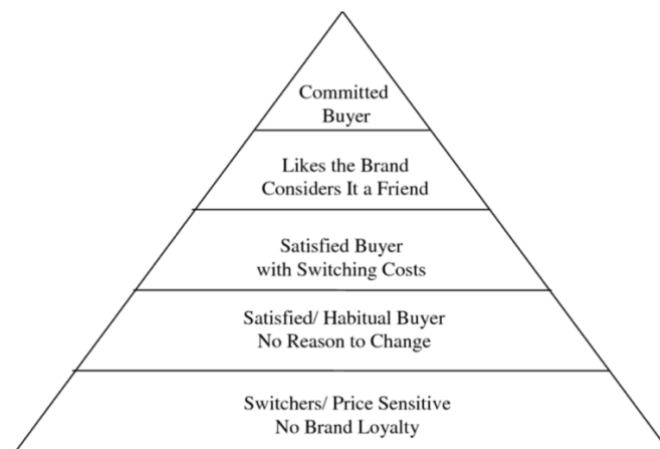 Committed
Buyer
Likes the Brand
Considers It a Friend
Satisfied Buyer
with Switching Costs
Satisfied/ Habitual Buyer
No Reason to Change
Switchers/ Price Sensitive
No Brand Loyalty